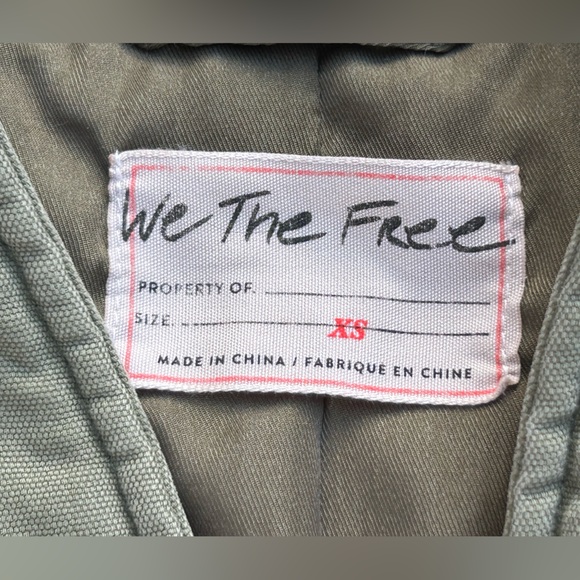 We The Free
PROPERTY OF.
SIZE. XS
MADE IN CHINA / FABRIQUE EN CHINE